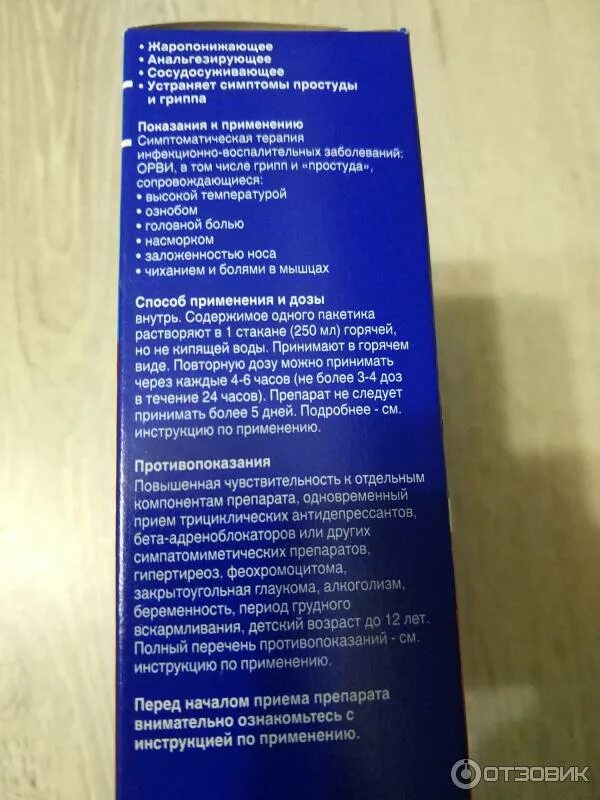 • Жаропонижающее
• Анальгезирующее
• Сосудосуживающее
• Устраняет симптомы простуды
и гриппа
Показания к применению
Симптоматическая терапия
инфекционно-воспалительных заболеваний:
ОРВИ, в том числе грипп и «простуда»,
сопровождающиеся:
• высокой температурой
• ознобом
• головной болью
• насморком
• заложенностью носа
• чиханием и болями в мышцах
Способ применения и дозы
внутрь. Содержимое одного пакетика
растворяют в 1 стакане (250 мл) горячей,
но не кипящей воды. Принимают в горячем
виде. Повторную дозу можно принимать
через каждые 4-6 часов (не более 3-4 доз
в течение 24 часов). Препарат не следует
принимать более 5 дней. Подробнее - см.
инструкцию по применению.
Противопоказания
Повышенная чувствительность к отдельным
компонентам препарата, одновременный
прием трициклических антидепрессантов,
бета-адреноблокаторов или других
симпатомиметических препаратов,
гипертиреоз, феохромоцитома,
закрытоугольная глаукома, алкоголизм,
беременность, период грудного
вскармливания, детский возраст до 12 лет.
Полный перечень противопоказаний - см.
инструкцию по применению.
Перед началом приема препарата
внимательно ознакомьтесь с
инструкцией по применению.
ОТЗОВИК